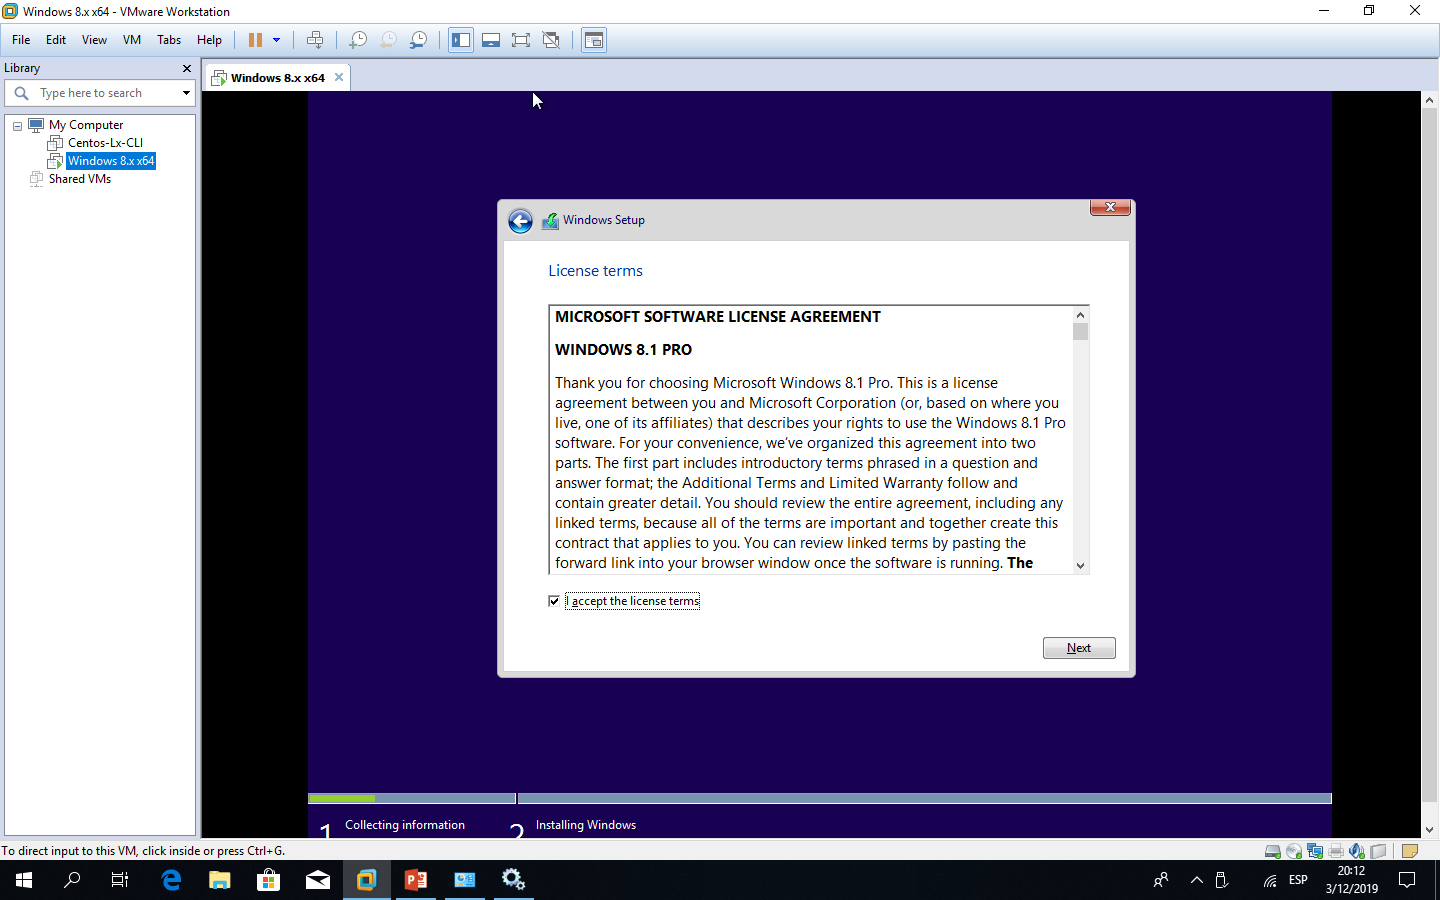 Windows 8.x x64 - VMware Workstation
File Edit View VM Tabs Help
Library
Type here to search
My Computer
Centos-Lx-CLI
Windows 8.x x64
Shared VMs
Windows 8.x x64
Windows Setup
License terms
MICROSOFT SOFTWARE LICENSE AGREEMENT
WINDOWS 8.1 PRO
Thank you for choosing Microsoft Windows 8.1 Pro. This is a license
agreement between you and Microsoft Corporation (or, based on where you
live, one of its affiliates) that describes your rights to use the Windows 8.1 Pro
software. For your convenience, we've organized this agreement into two
parts. The first part includes introductory terms phrased in a question and
answer format; the Additional Terms and Limited Warranty follow and
contain greater detail. You should review the entire agreement, including any
linked terms, because all of the terms are important and together create this
contract that applies to you. You can review linked terms by pasting the
forward link into your browser window once the software is running. The
I accept the license terms
Next
1 Collecting information 2 Installing Windows
To direct input to this VM, click inside or press Ctrl+G.
ESP
20:12
3/12/2019